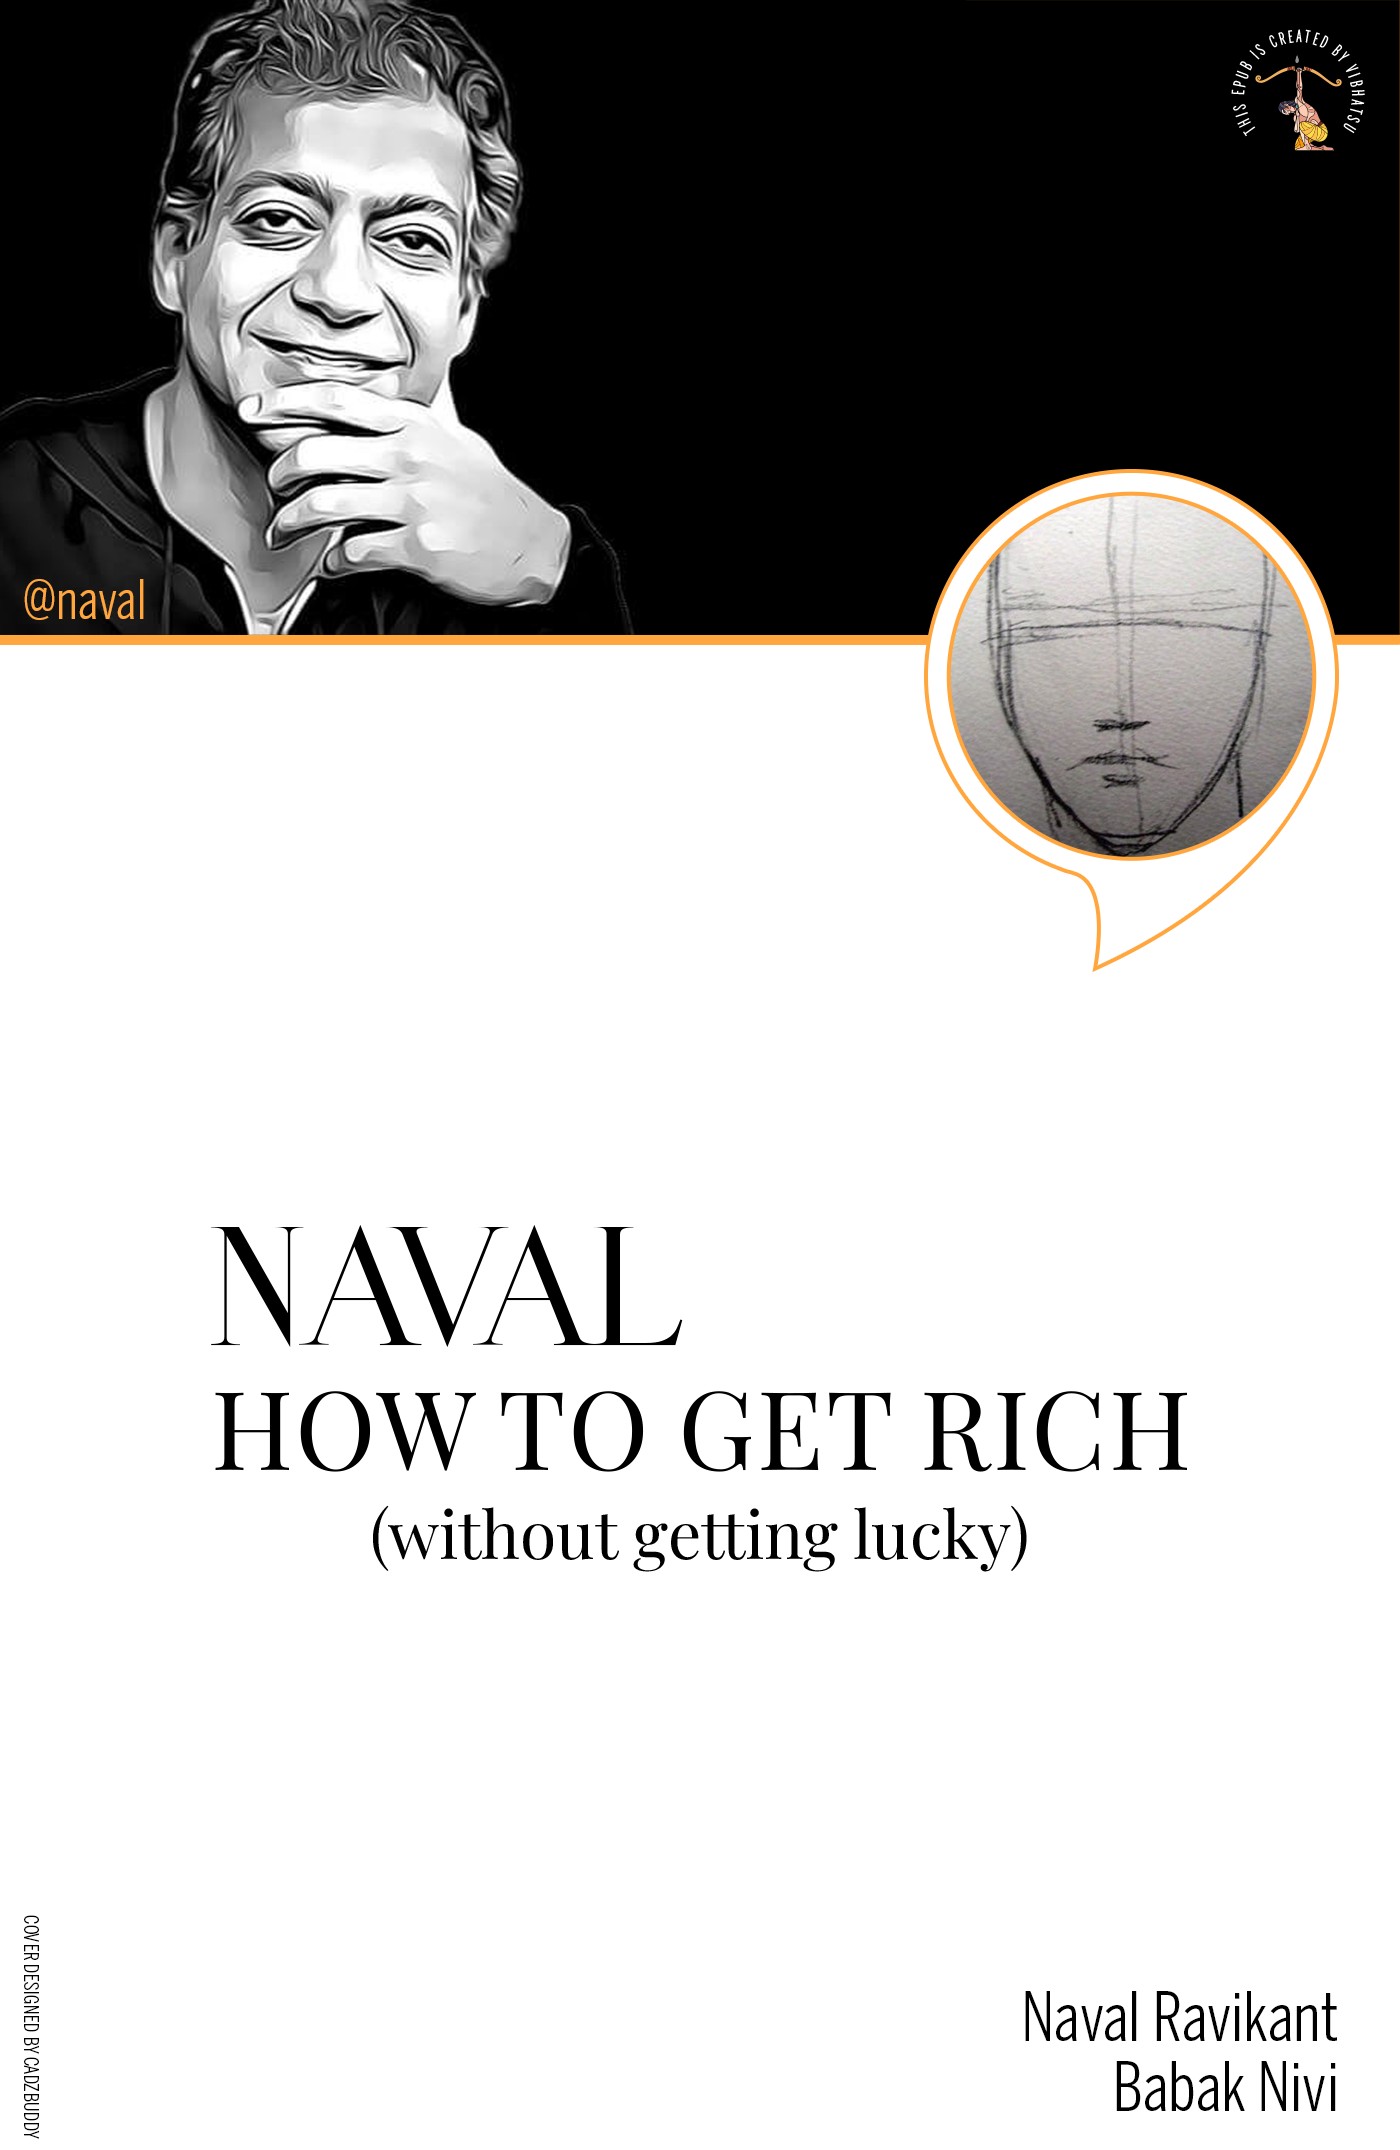 THIS EPUB IS CREATED BY VIBHATSU
@naval
NAVAL
HOW TO GET RICH
(without getting lucky)
Naval Ravikant
Babak Nivi
COVER DESIGNED BY CADZBUDDY